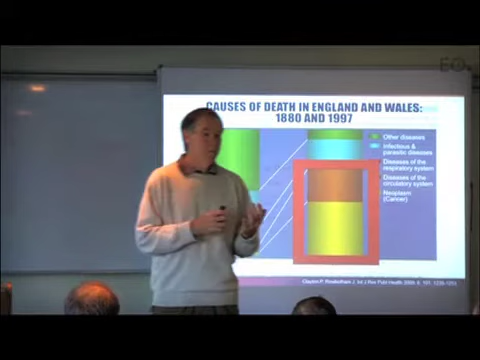 EO
CAUSES OF DEATH IN ENGLAND AND WALES:
1880 AND 1997
Other diseases
Infectious &
parasitic diseases
Diseases of the
respiratory system
Diseases of the
circulatory system
Neoplasm
(Cancer)